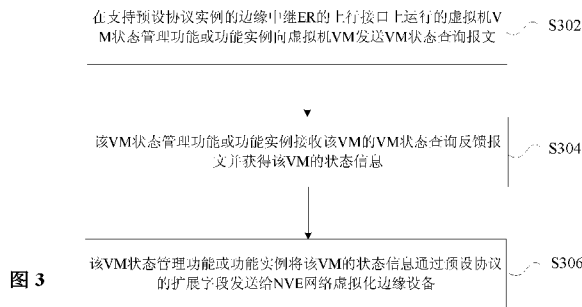 在支持预设协议实例的边缘中继ER的上行接口上运行的虚拟机V
M状态管理功能或功能实例向虚拟机VM发送VM状态查询报文
S302
该VM状态管理功能或功能实例接收该VM的VM状态查询反馈报
文并获得该VM的状态信息
S304
该VM状态管理功能或功能实例将该VM的状态信息通过预设协议
的扩展字段发送给NVE网络虚拟化边缘设备
S306
图 3